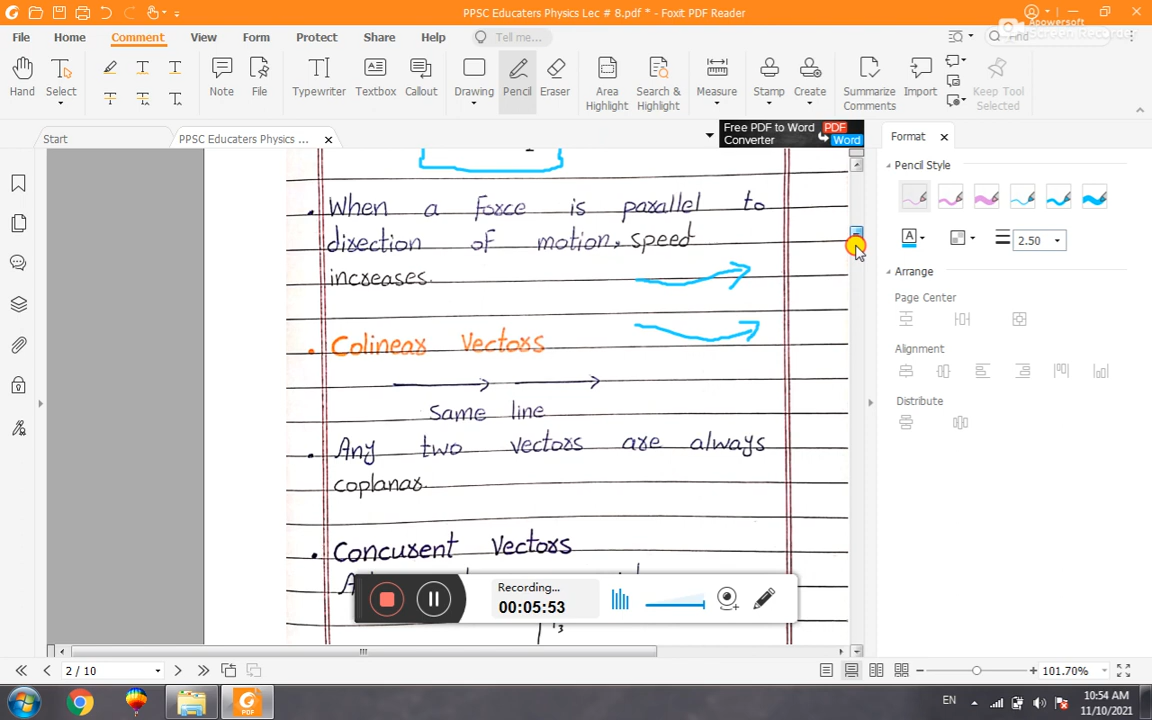 PPSC Educaters Physics Lec # 8.pdf * - Foxit PDF Reader
Apowersoft
Screen Recorder
File Home Comment View Form Protect Share Help Tell me... Find
Hand Select Note File Typewriter Textbox Callout Drawing Pencil Eraser Area Highlight Search & Highlight Measure Stamp Create Summarize Comments Import Keep Tool Selected
Start
PPSC Educaters Physics ...
Free PDF to Word Converter PDF Word
Format
Pencil Style
2.50
Arrange
Page Center
Alignment
Distribute
• When a force is parallel to
direction of motion, speed
increases.
• Colinear Vectors
Same line
• Any two vectors are always
coplanar.
• Concurent Vectors
Recording...
00:05:53
2 / 10
101.70%
EN
10:54 AM
11/10/2021